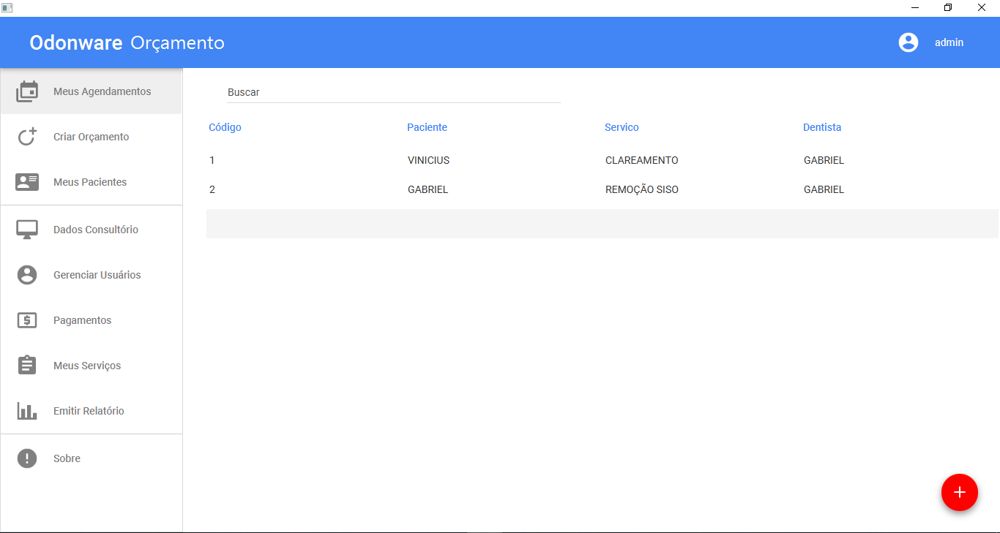 Odonware Orçamento
admin
Meus Agendamentos
Criar Orçamento
Meus Pacientes
Dados Consultório
Gerenciar Usuários
Pagamentos
Meus Serviços
Emitir Relatório
Sobre
Buscar
Código Paciente Servico Dentista
1 VINICIUS CLAREAMENTO GABRIEL
2 GABRIEL REMOÇÃO SISO GABRIEL